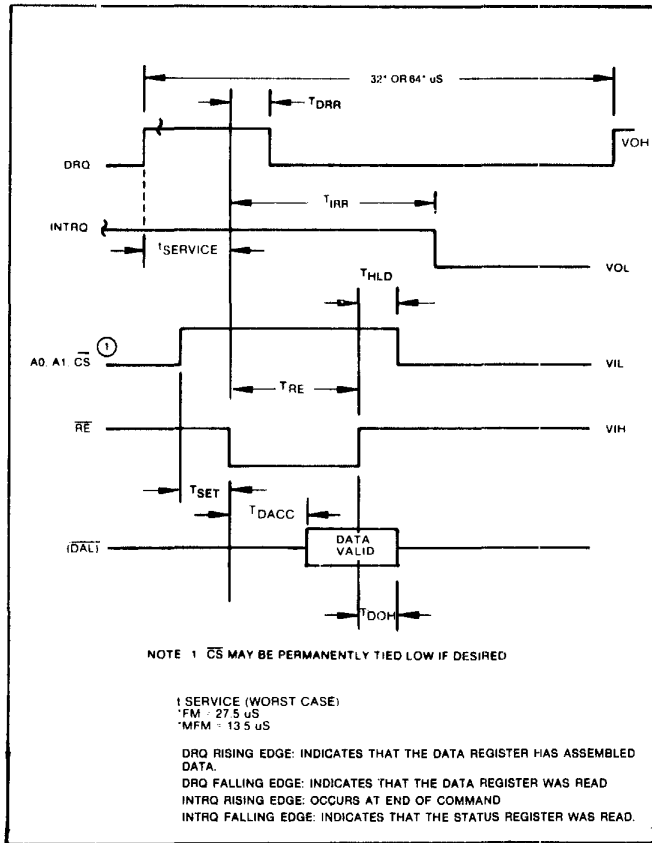 32* OR 64* uS
TDRR
DRQ
VOH
TIRR
INTRQ
tSERVICE
VOL
THLD
A0, A1, CS
1
VIL
TRE
RE
VIH
TSET
TDACC
(DAL)
DATA
VALID
TDOH
NOTE 1 CS MAY BE PERMANENTLY TIED LOW IF DESIRED
t SERVICE (WORST CASE)
*FM = 27.5 uS
*MFM = 13.5 uS
DRQ RISING EDGE: INDICATES THAT THE DATA REGISTER HAS ASSEMBLED
DATA.
DRQ FALLING EDGE: INDICATES THAT THE DATA REGISTER WAS READ
INTRQ RISING EDGE: OCCURS AT END OF COMMAND
INTRQ FALLING EDGE: INDICATES THAT THE STATUS REGISTER WAS READ.